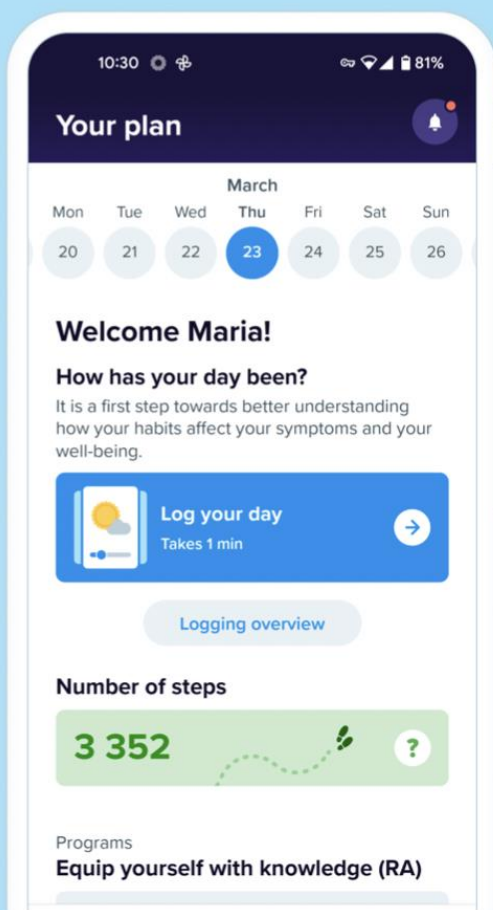 10:30 81%
Your plan
March
Mon Tue Wed Thu Fri Sat Sun
20 21 22 23 24 25 26
Welcome Maria!
How has your day been?
It is a first step towards better understanding
how your habits affect your symptoms and your
well-being.
Log your day
Takes 1 min
Logging overview
Number of steps
3 352
?
Programs
Equip yourself with knowledge (RA)